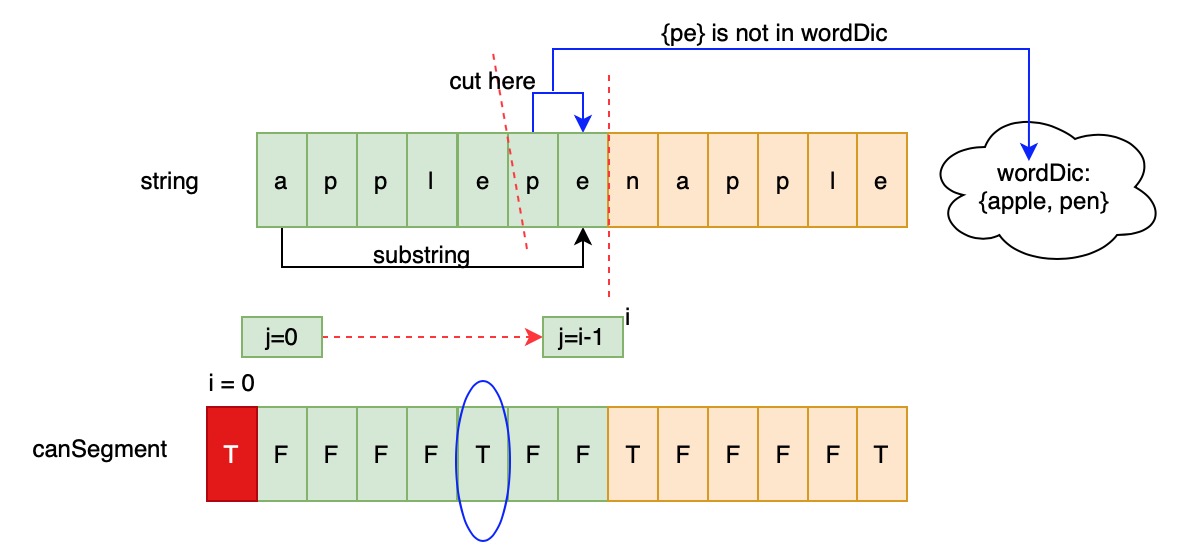 {pe} is not in wordDic
cut here
string
a p p l e p e n a p p l e
wordDic:
{apple, pen}
substring
i
j=0
j=i-1
i = 0
canSegment
T F F F F T F F T F F F F T